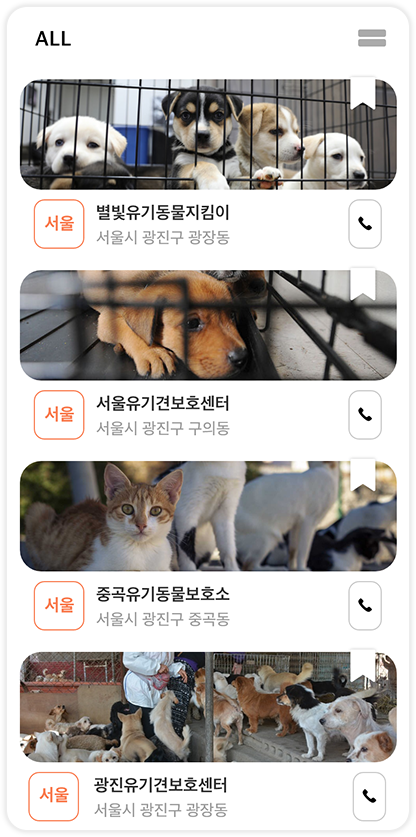 ALL
서울
별빛유기동물지킴이
서울시 광진구 광장동
서울
서울유기견보호센터
서울시 광진구 구의동
서울
중곡유기동물보호소
서울시 광진구 중곡동
서울
광진유기견보호센터
서울시 광진구 광장동